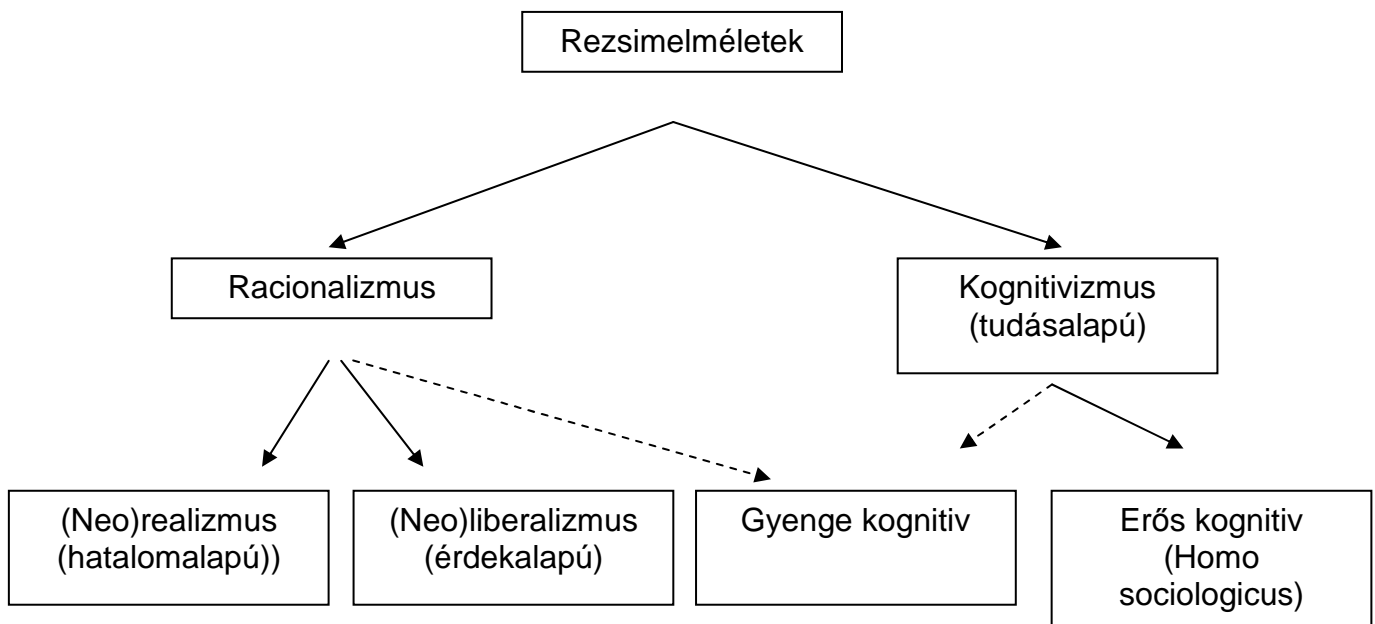 Rezsimelméletek
Racionalizmus
Kognitivizmus
(tudásalapú)
(Neo)realizmus
(hatalomalapú))
(Neo)liberalizmus
(érdekalapú)
Gyenge kognitiv
Erős kognitiv
(Homo
sociologicus)